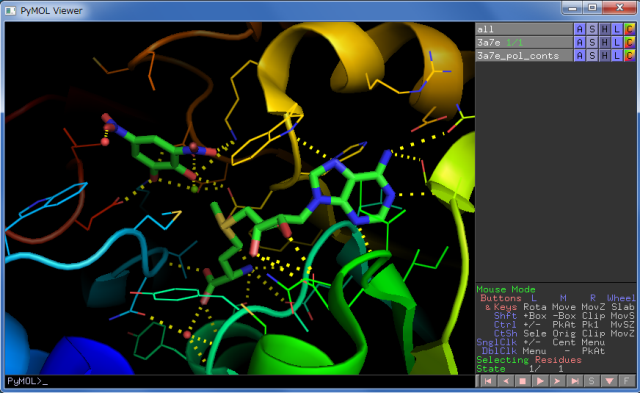 PyMOL Viewer
all A S H L C
3a7e 1/1 A S H L C
3a7e_pol_conts A S H L C
Mouse Mode
Buttons L M R Wheel
& Keys Rota Move MovZ Slab
Shft +Box -Box Clip MovS
Ctrl +/- PkAt Pk1 MvSZ
CtSh Sele Orig Clip MovZ
SnglClk +/- Cent Menu
DblClk Menu - PkAt
Selecting Residues
State 1/ 1
PyMOL>_
S F